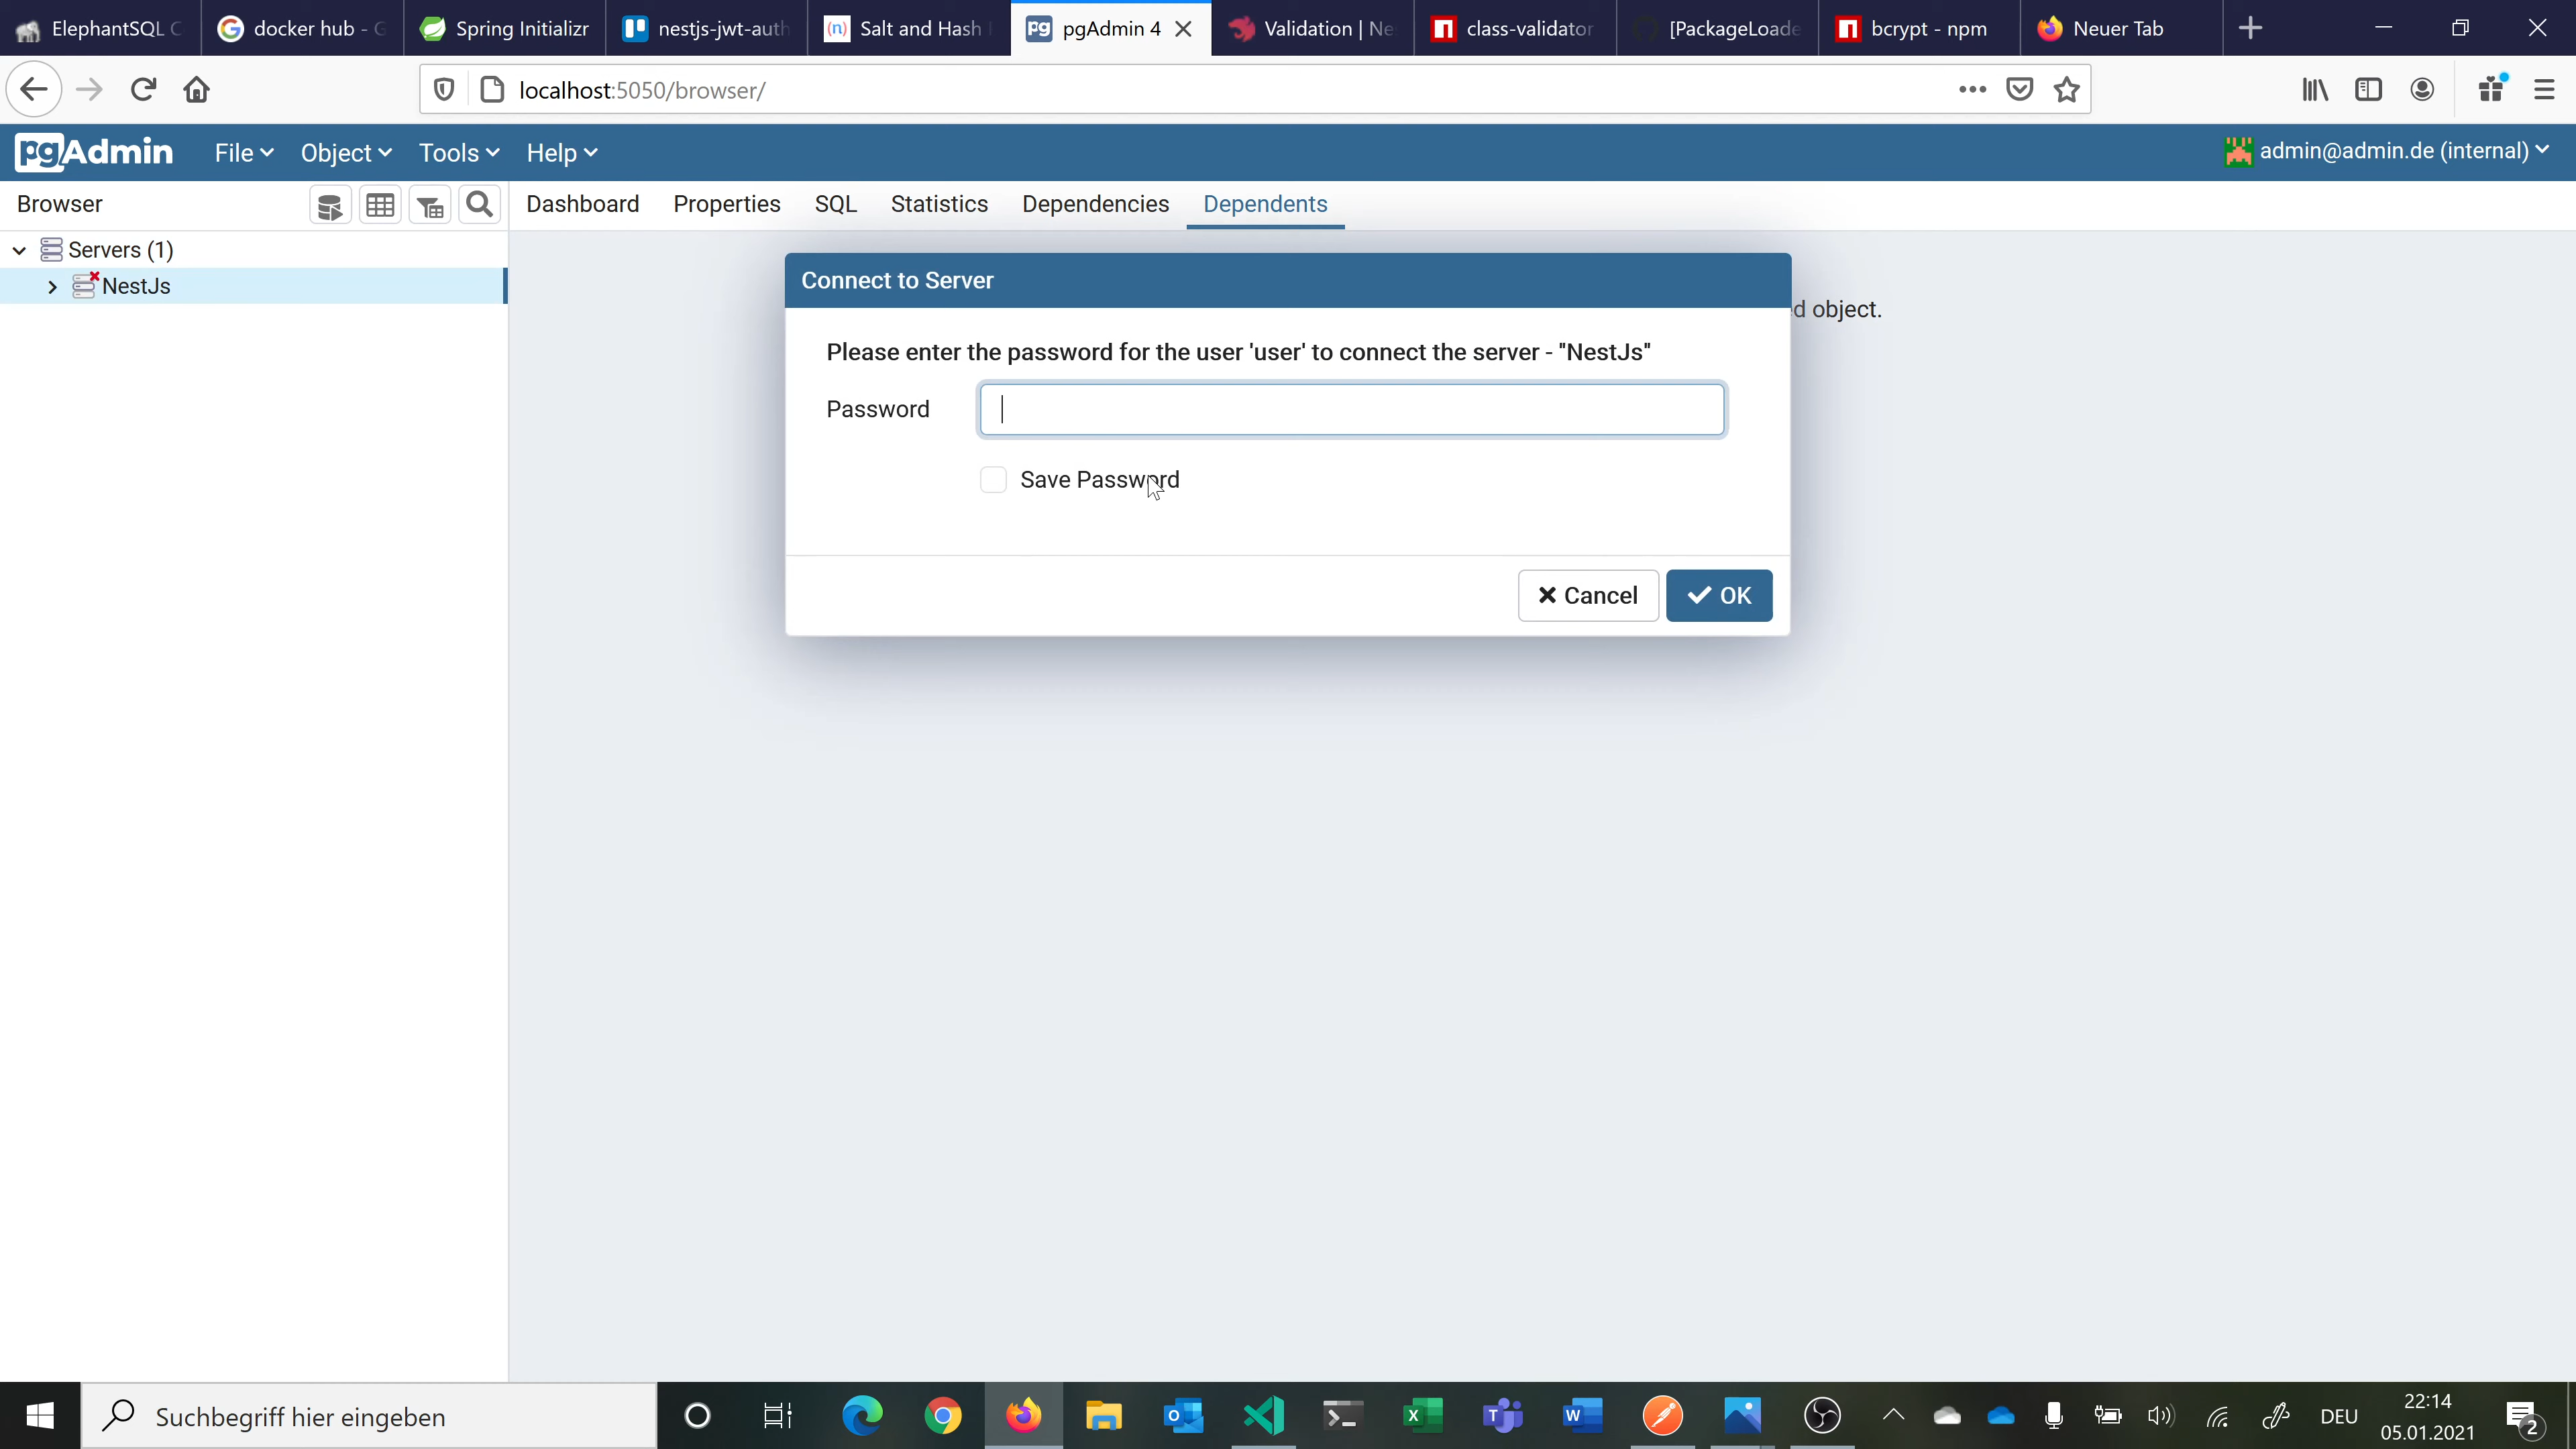 ElephantSQL C
docker hub - G
Spring Initializr
nestjs-jwt-auth
Salt and Hash
pgAdmin 4
Validation | Ne
class-validator
[PackageLoade
bcrypt - npm
Neuer Tab
localhost:5050/browser/
pgAdmin
File
Object
Tools
Help
admin@admin.de (internal)
Browser
Dashboard
Properties
SQL
Statistics
Dependencies
Dependents
Servers (1)
NestJs
Connect to Server
d object.
Please enter the password for the user 'user' to connect the server - "NestJs"
Password
Save Password
Cancel
OK
Suchbegriff hier eingeben
DEU
22:14
05.01.2021
2